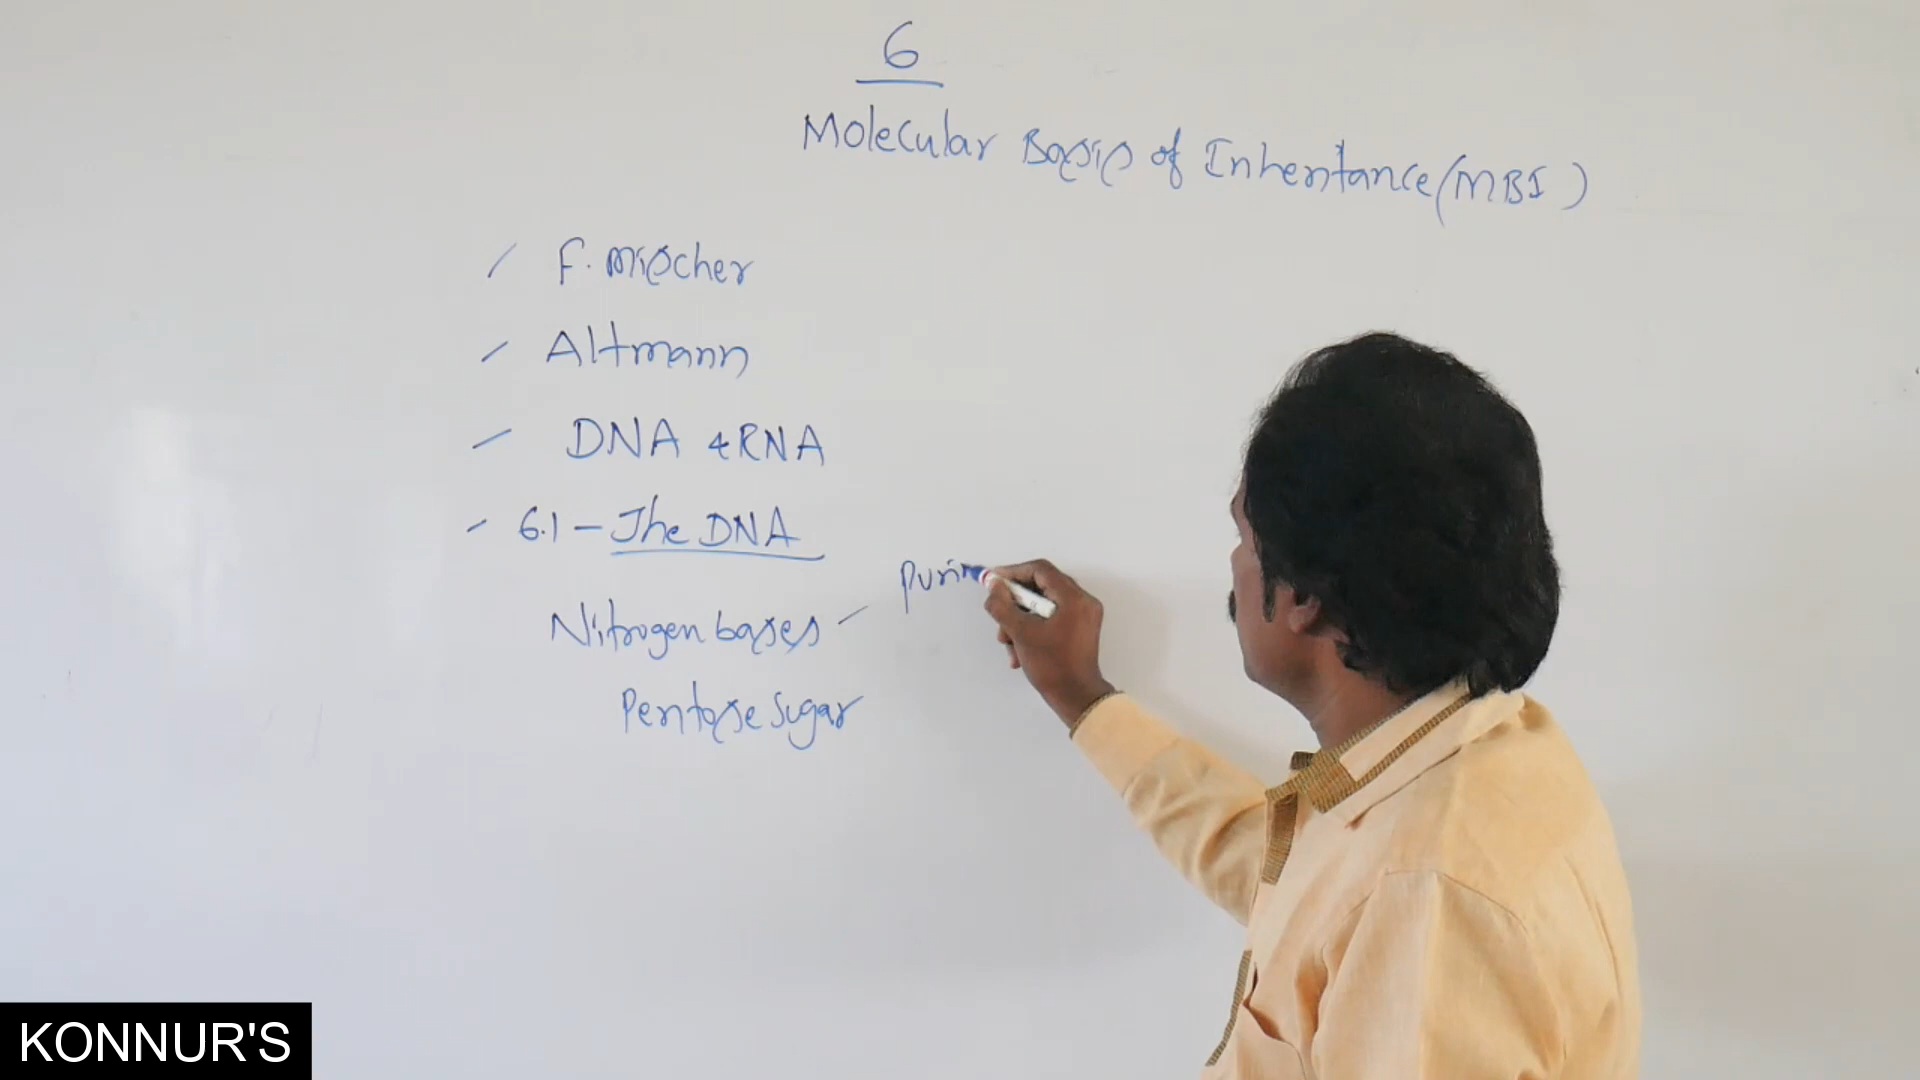 6
Molecular Basis of Inheritance (MBI)
F. Miescher
Altmann
DNA & RNA
6.1 - The DNA
Purin
Nitrogen bases -
Pentose sugar
KONNUR'S